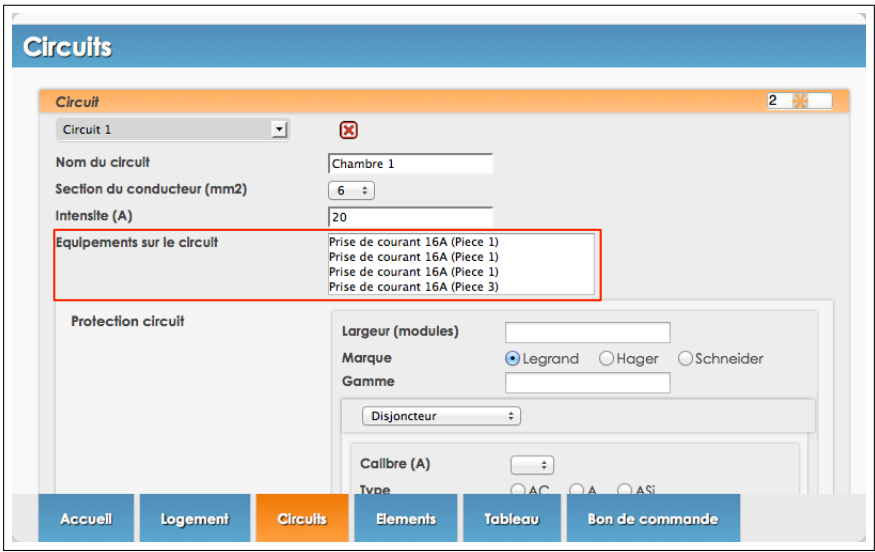 Circuits
Circuit 2
Circuit 1
Nom du circuit Chambre 1
Section du conducteur (mm2) 6
Intensite (A) 20
Equipements sur le circuit Prise de courant 16A (Piece 1)
Prise de courant 16A (Piece 1)
Prise de courant 16A (Piece 1)
Prise de courant 16A (Piece 3)
Protection circuit
Largeur (modules)
Marque Legrand Hager Schneider
Gamme
Disjoncteur
Calibre (A)
Type AC A ASi
Accueil Logement Circuits Elements Tableau Bon de commande